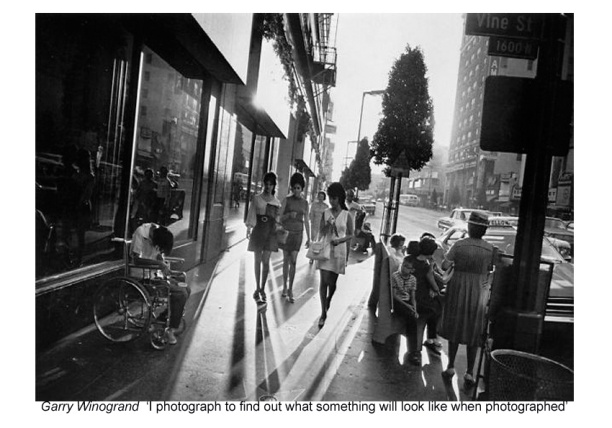 Vine St
1600 N
Garry Winogrand 'I photograph to find out what something will look like when photographed'